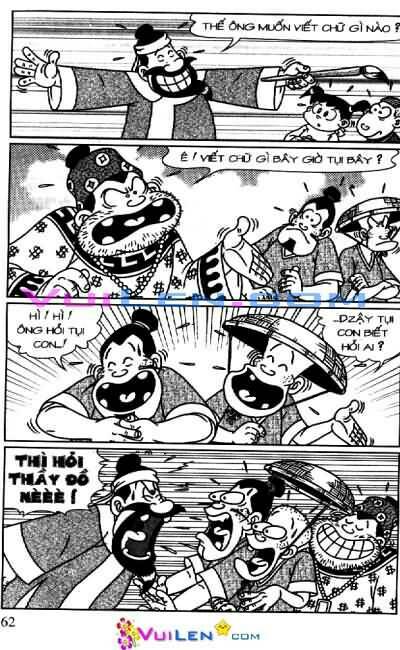 THẾ ÔNG MUỐN VIẾT CHỮ GÌ NÀO?
Ê! VIẾT CHỮ GÌ BÂY GIỜ TỤI BÂY?
HÌ! HÌ!
ÔNG HỎI TỤI
CON..!
..DZẬY TỤI
CON BIẾT
HỎI AI?
VUILEN.COM
THÌ HỎI
THẦY ĐỒ
NÈÈÈ!
62
VUILEN.COM